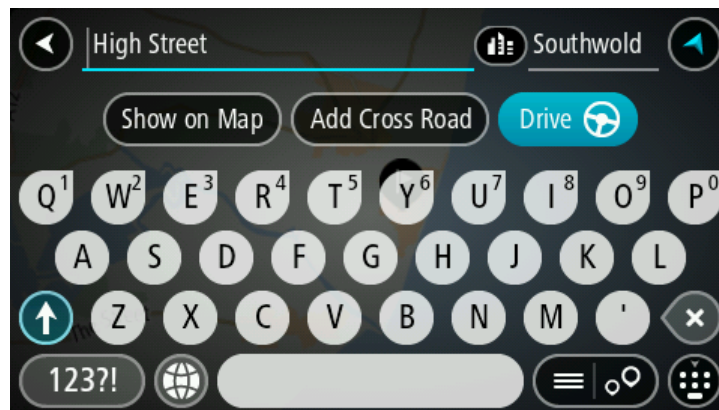 High Street Southwold
Show on Map Add Cross Road Drive
Q1 W2 E3 R4 T5 Y6 U7 I8 O9 P0
A S D F G H J K L
Z X C V B N M '
123?!